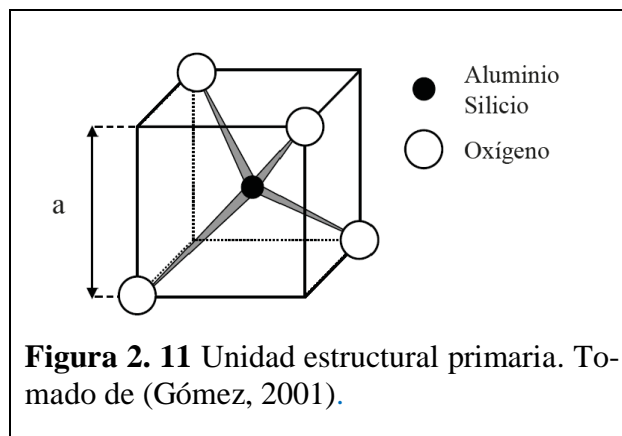 Aluminio
Silicio
Oxígeno
a
Figura 2. 11 Unidad estructural primaria. To-
mado de (Gómez, 2001).